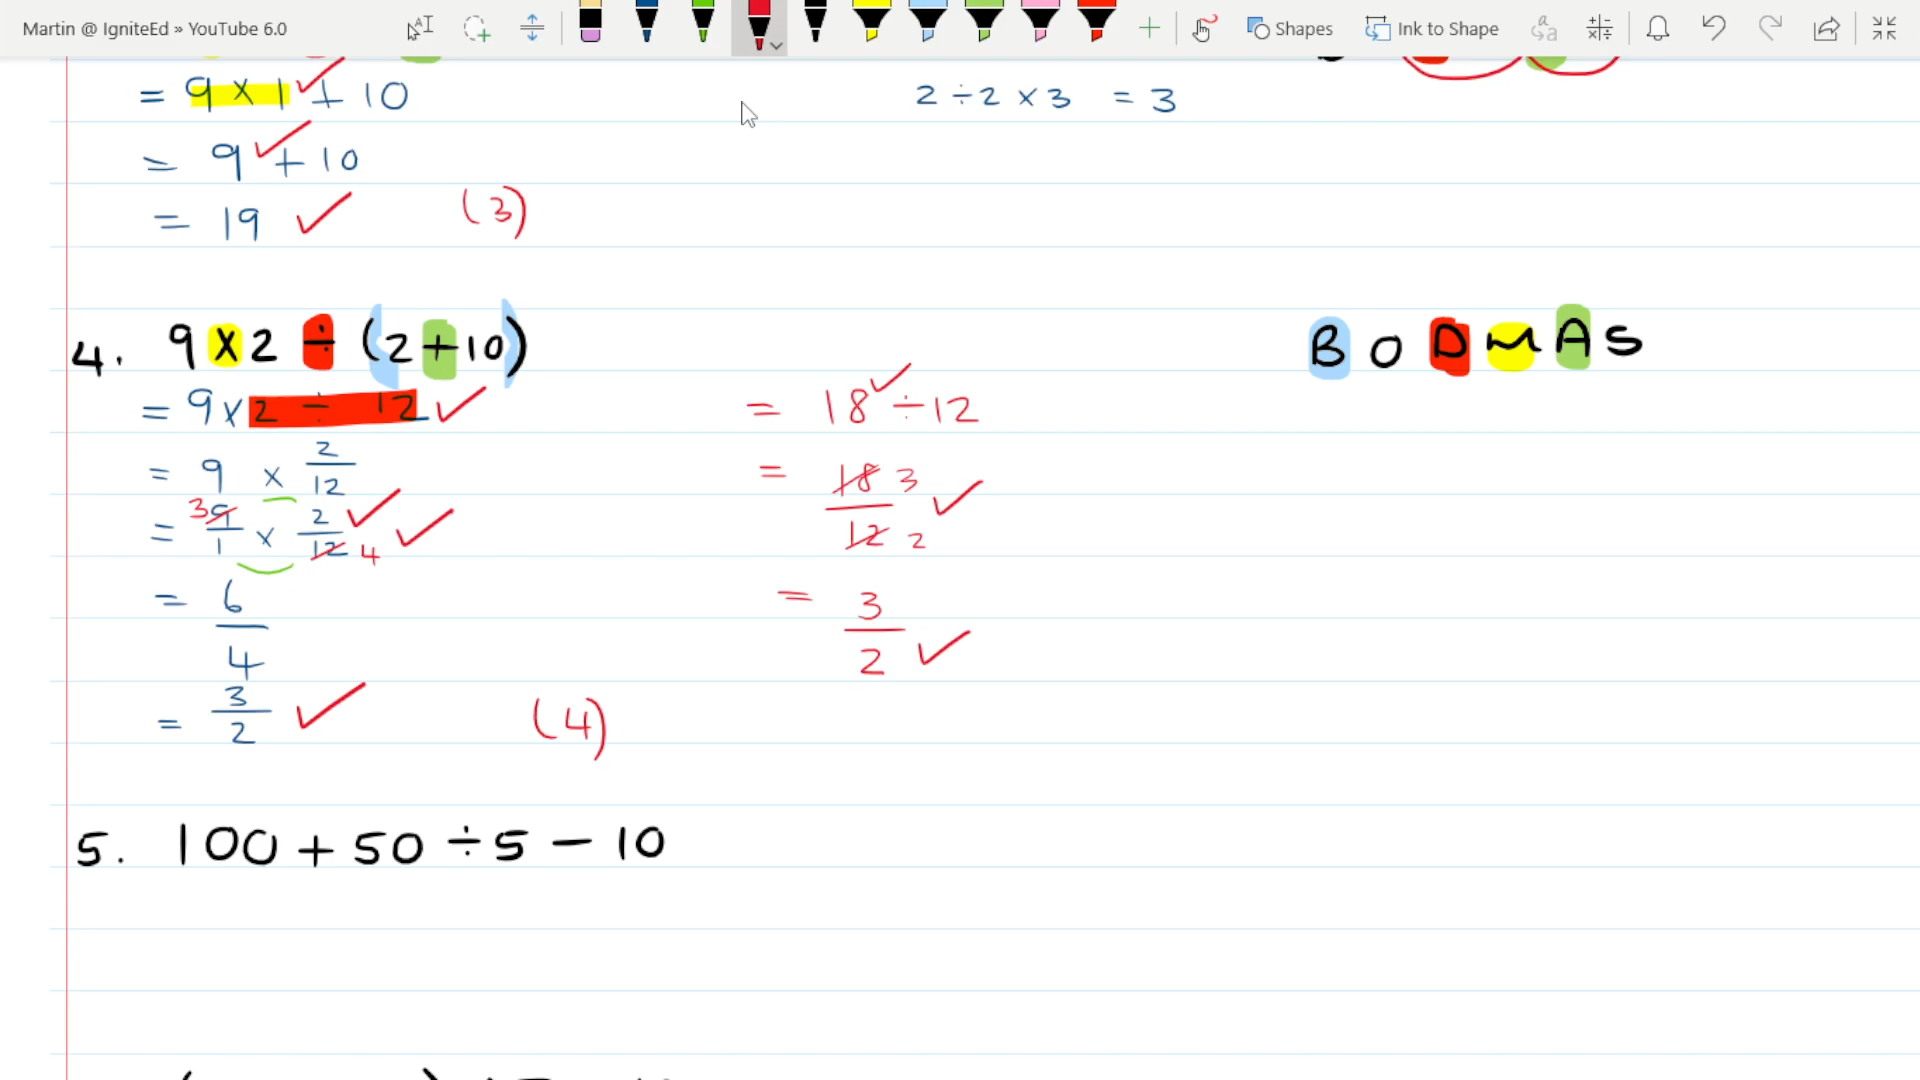 Martin @ IgniteEd » YouTube 6.0
Shapes
Ink to Shape
= 9 × 1 + 10
2 ÷ 2 × 3 = 3
= 9 + 10
= 19 (3)
4. 9 × 2 ÷ (2 + 10)
B O D M A S
= 9 × 2 ÷ 12
= 9 × 2/12
= 9/1 3 × 2/12 4
= 6/4
= 3/2 (4)
= 18 ÷ 12
= 18 3/12 2
= 3/2
5. 100 + 50 ÷ 5 − 10